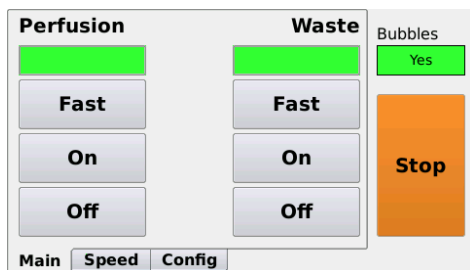 Perfusion
Waste
Bubbles
Yes
Fast
Fast
On
On
Stop
Off
Off
Main
Speed
Config